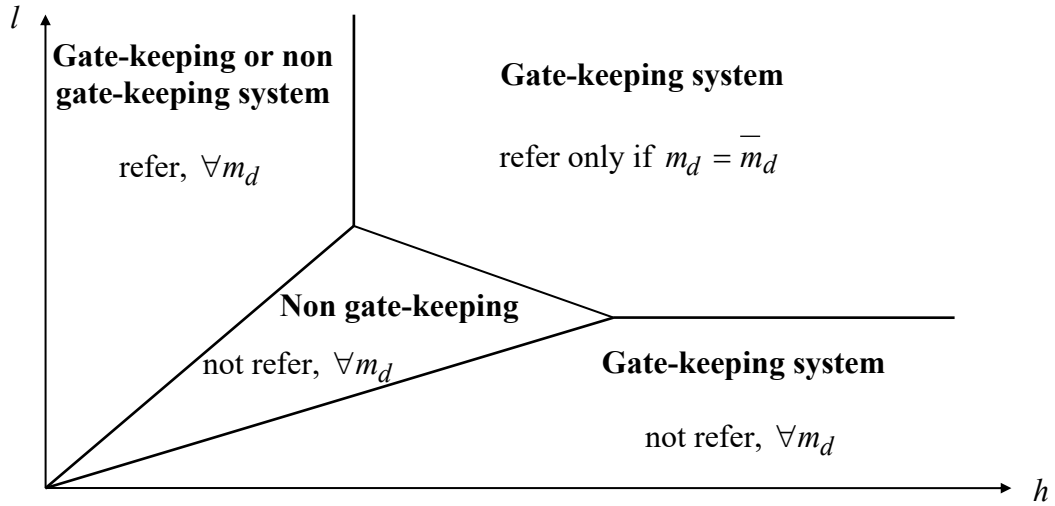 l
Gate-keeping or non
gate-keeping system
refer, ∀m_d
Gate-keeping system
refer only if m_d = m̅_d
Non gate-keeping
not refer, ∀m_d
Gate-keeping system
not refer, ∀m_d
h